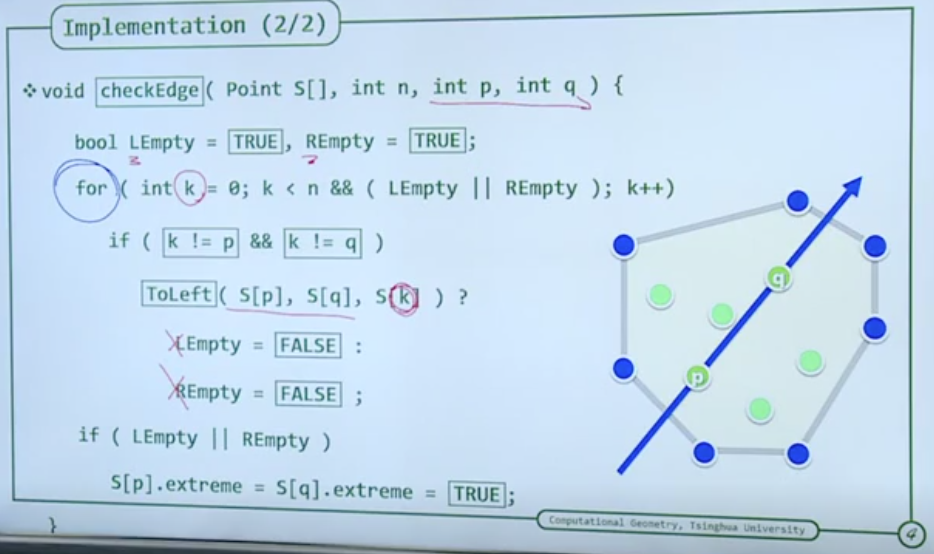 Implementation (2/2)
❖void checkEdge( Point S[], int n, int p, int q ) {
bool LEmpty = TRUE, REmpty = TRUE;
for ( int k = 0; k < n && ( LEmpty || REmpty ); k++)
if ( k != p && k != q )
ToLeft( S[p], S[q], S[k] ) ?
LEmpty = FALSE :
REmpty = FALSE ;
if ( LEmpty || REmpty )
S[p].extreme = S[q].extreme = TRUE;
}
q
p
Computational Geometry, Tsinghua University
4